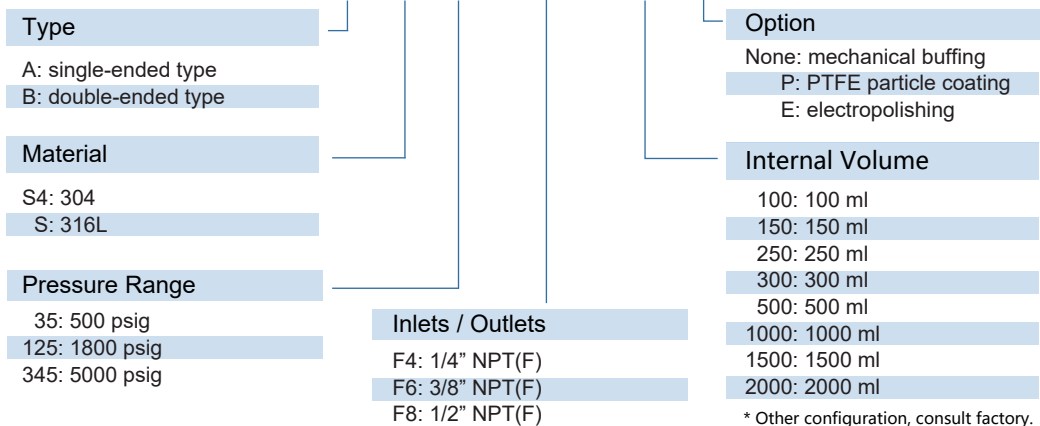 Type
A: single-ended type
B: double-ended type
Material
S4: 304
S: 316L
Pressure Range
35: 500 psig
125: 1800 psig
345: 5000 psig
Inlets / Outlets
F4: 1/4” NPT(F)
F6: 3/8” NPT(F)
F8: 1/2” NPT(F)
Option
None: mechanical buffing
P: PTFE particle coating
E: electropolishing
Internal Volume
100: 100 ml
150: 150 ml
250: 250 ml
300: 300 ml
500: 500 ml
1000: 1000 ml
1500: 1500 ml
2000: 2000 ml
* Other configuration, consult factory.